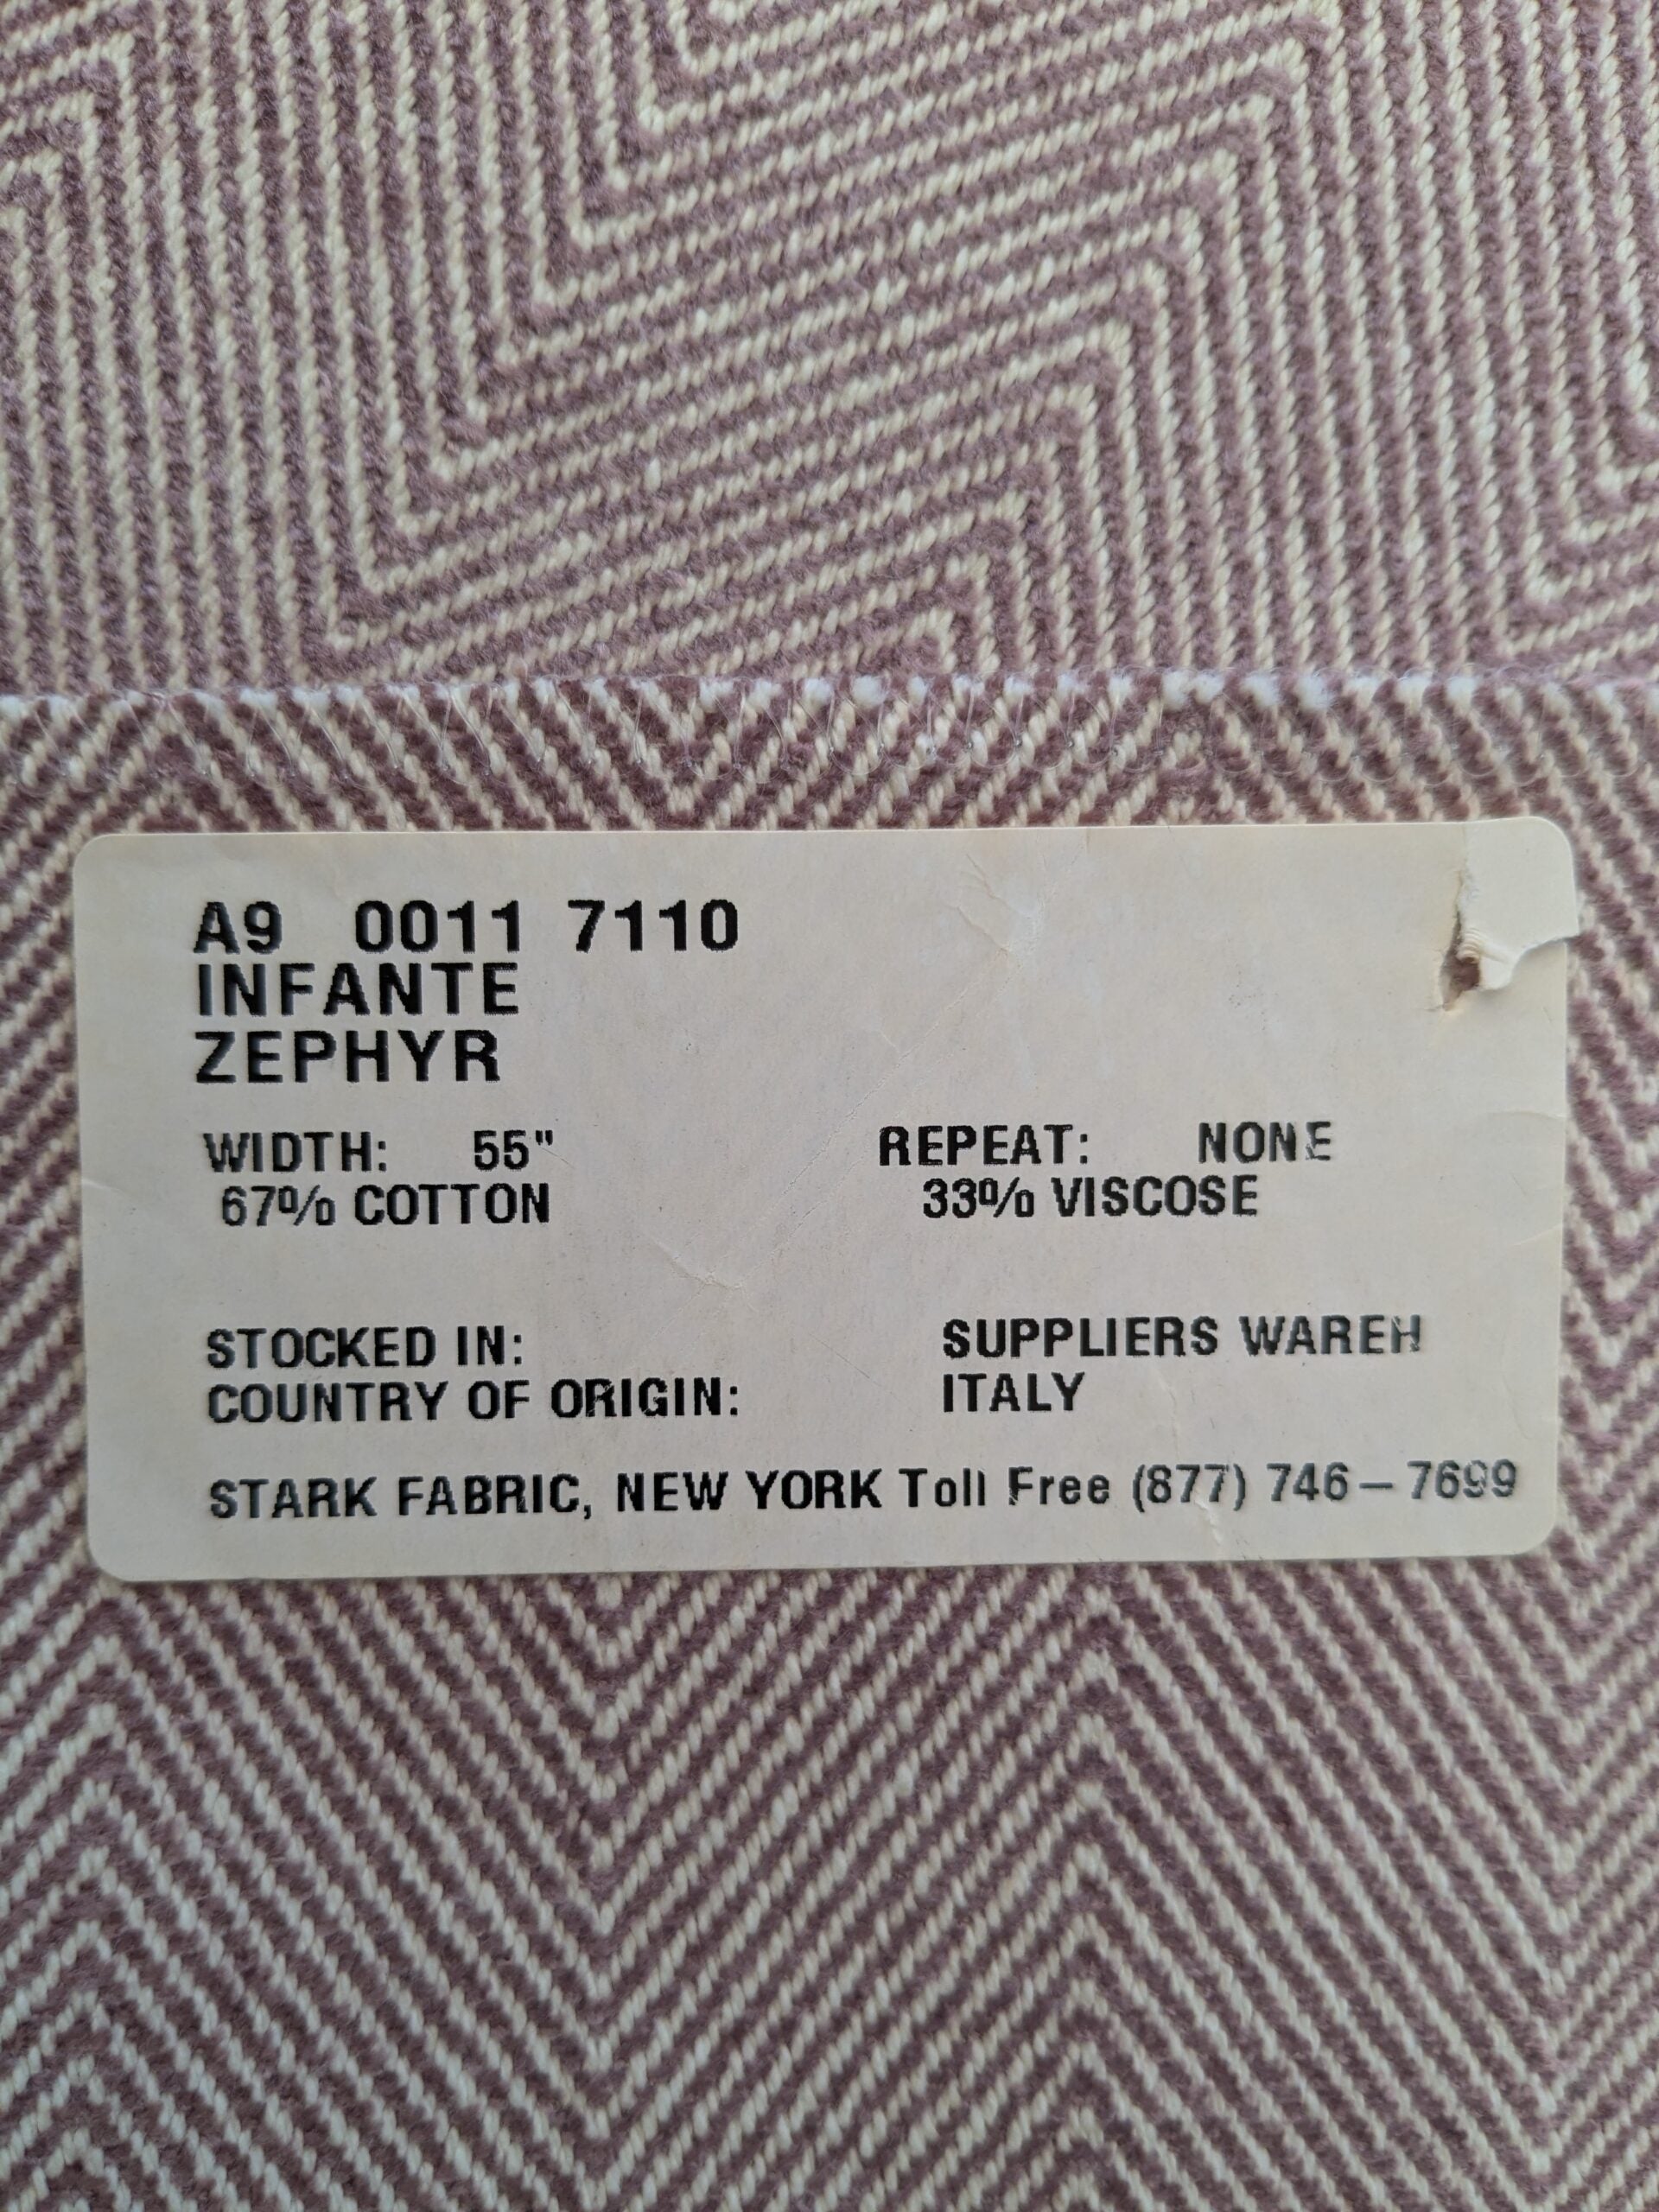 A9 0011 7110
INFANTE
ZEPHYR
WIDTH: 55" REPEAT: NONE
67% COTTON 33% VISCOSE
STOCKED IN: SUPPLIERS WAREH
COUNTRY OF ORIGIN: ITALY
STARK FABRIC, NEW YORK Toll Free (877) 746-7699